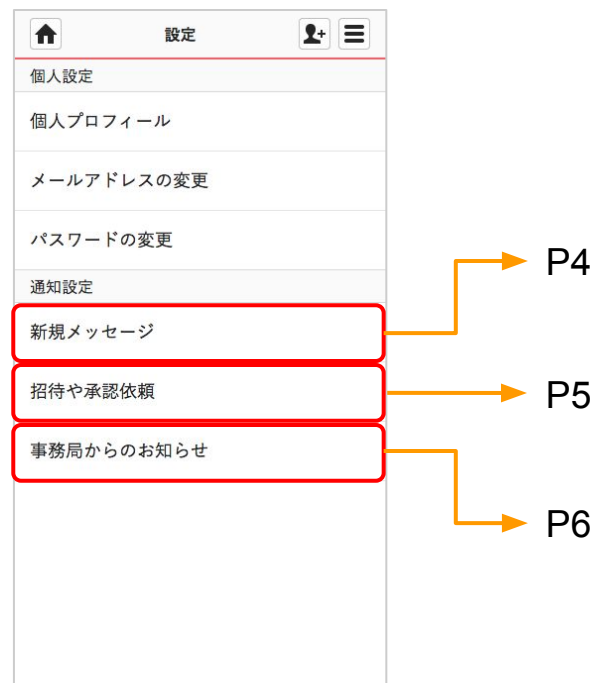 設定
個人設定
個人プロフィール
メールアドレスの変更
パスワードの変更
通知設定
新規メッセージ
招待や承認依頼
事務局からのお知らせ
P4
P5
P6